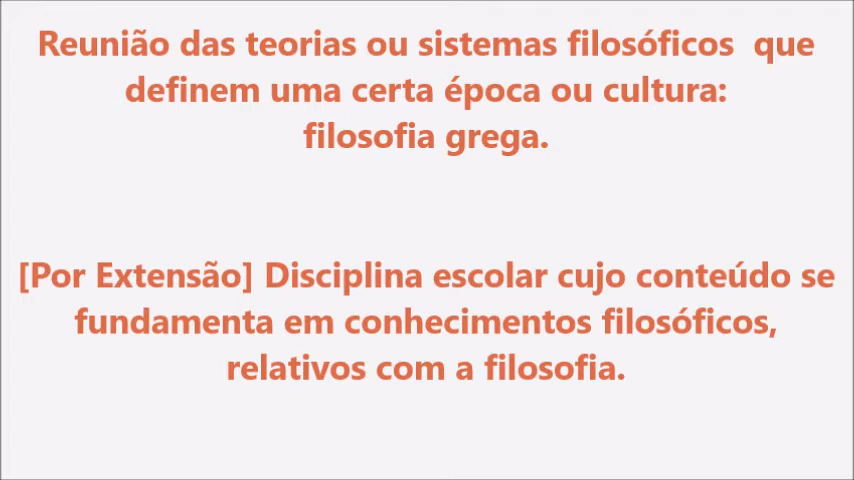 Reunião das teorias ou sistemas filosóficos que
definem uma certa época ou cultura:
filosofia grega.
[Por Extensão] Disciplina escolar cujo conteúdo se
fundamenta em conhecimentos filosóficos,
relativos com a filosofia.